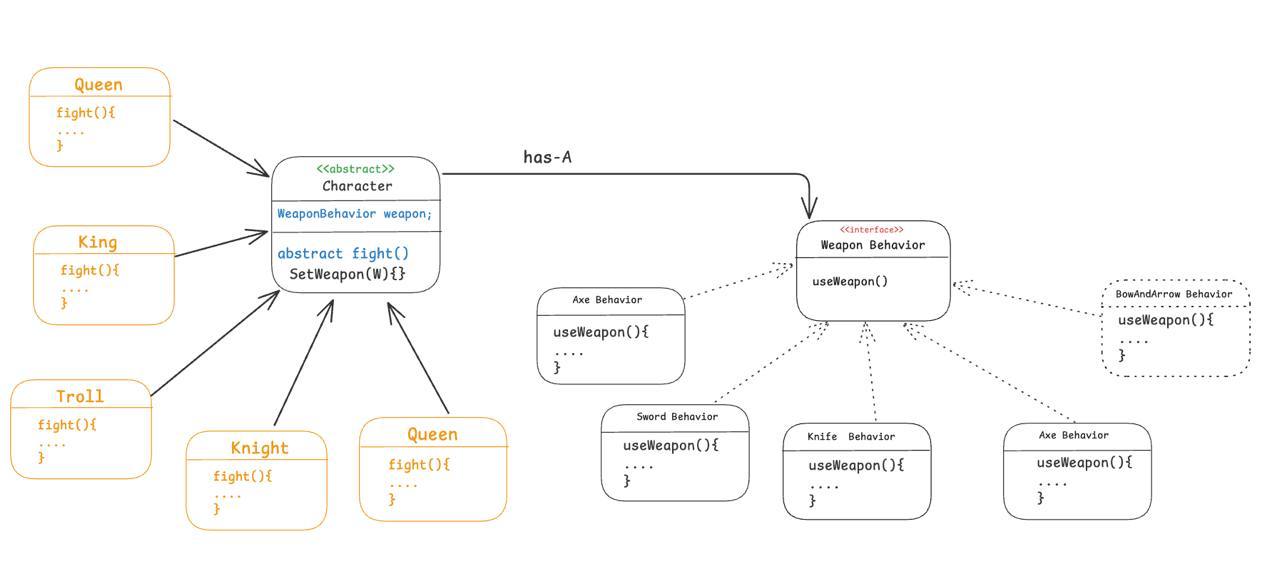 Queen
fight(){
....
}
has-A
<<abstract>>
Character
WeaponBehavior weapon;
abstract fight()
SetWeapon(W){}
King
fight(){
....
}
<<interface>>
Weapon Behavior
useWeapon()
Axe Behavior
useWeapon(){
....
}
BowAndArrow Behavior
useWeapon(){
....
}
Troll
fight(){
....
}
Knight
fight(){
....
}
Queen
fight(){
....
}
Sword Behavior
useWeapon(){
....
}
Knife Behavior
useWeapon(){
....
}
Axe Behavior
useWeapon(){
....
}